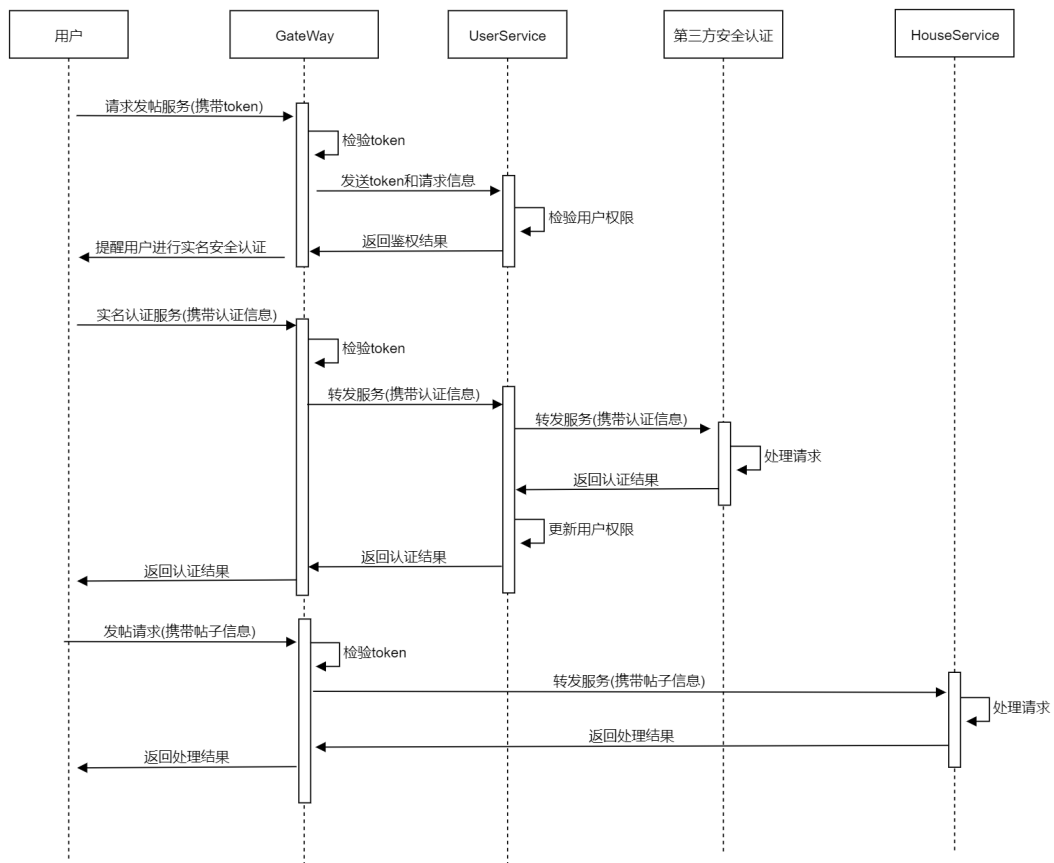 用户
GateWay
UserService
第三方安全认证
HouseService
请求发帖服务(携带token)
检验token
发送token和请求信息
检验用户权限
返回鉴权结果
提醒用户进行实名安全认证
实名认证服务(携带认证信息)
检验token
转发服务(携带认证信息)
转发服务(携带认证信息)
处理请求
返回认证结果
更新用户权限
返回认证结果
返回认证结果
发帖请求(携带帖子信息)
检验token
转发服务(携带帖子信息)
处理请求
返回处理结果
返回处理结果